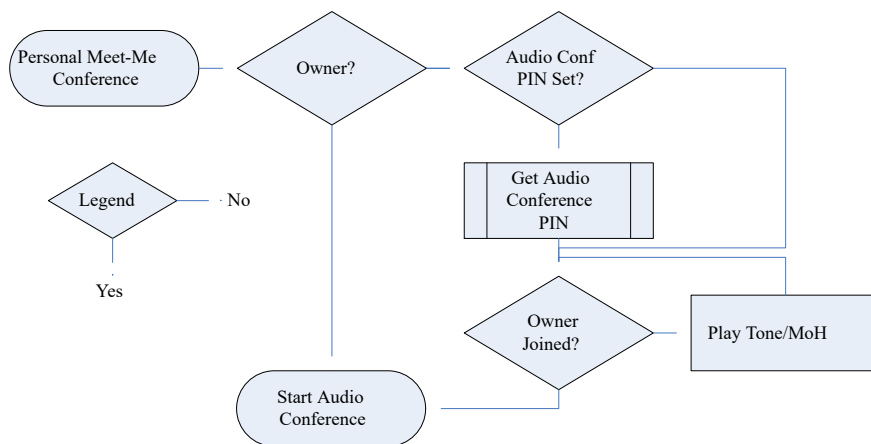 Personal Meet-Me
Conference
Owner?
Audio Conf
PIN Set?
Legend
No
Yes
Get Audio
Conference
PIN
Owner
Joined?
Play Tone/MoH
Start Audio
Conference